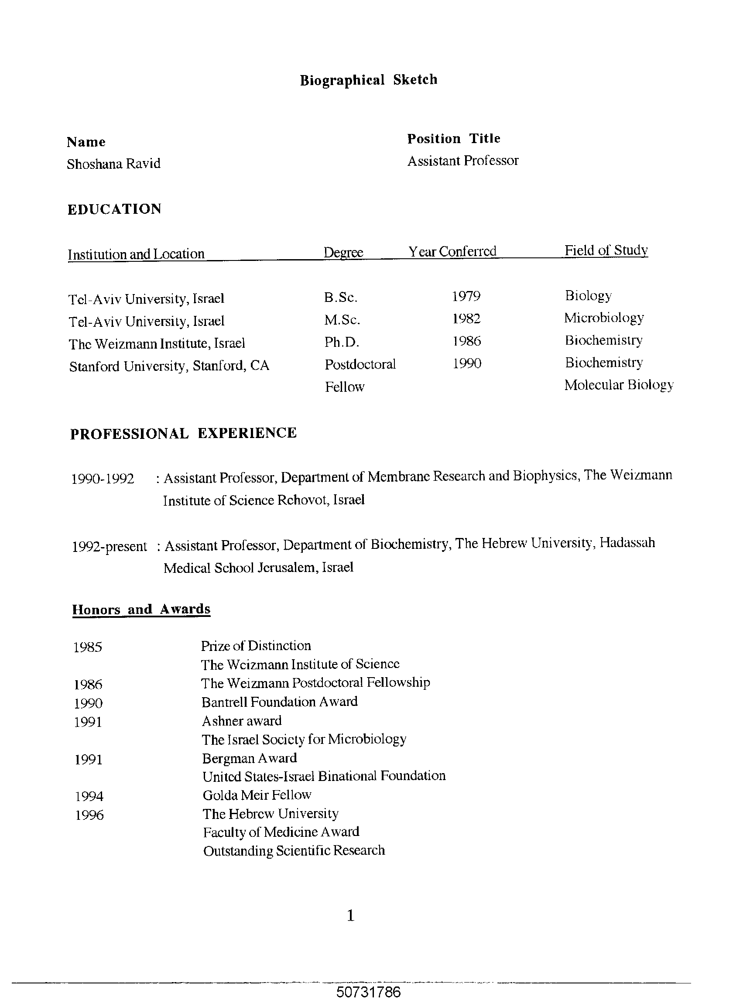 Biographical Sketch
Name Position Title
Shoshana Ravid Assistant Professor
EDUCATION
Institution and Location Degree Year Conferred Field of Study
Tel-Aviv University, Israel B.Sc. 1979 Biology
Tel-Aviv University, Israel M.Sc. 1982 Microbiology
The Weizmann Institute, Israel Ph.D. 1986 Biochemistry
Stanford University, Stanford, CA Postdoctoral 1990 Biochemistry
Fellow Molecular Biology
PROFESSIONAL EXPERIENCE
1990-1992 : Assistant Professor, Department of Membrane Research and Biophysics, The Weizmann
Institute of Science Rehovot, Israel
1992-present : Assistant Professor, Department of Biochemistry, The Hebrew University, Hadassah
Medical School Jerusalem, Israel
Honors and Awards
1985 Prize of Distinction
The Weizmann Institute of Science
1986 The Weizmann Postdoctoral Fellowship
1990 Bantrell Foundation Award
1991 Ashner award
The Israel Society for Microbiology
1991 Bergman Award
United States-Israel Binational Foundation
1994 Golda Meir Fellow
1996 The Hebrew University
Faculty of Medicine Award
Outstanding Scientific Research
1
50731786